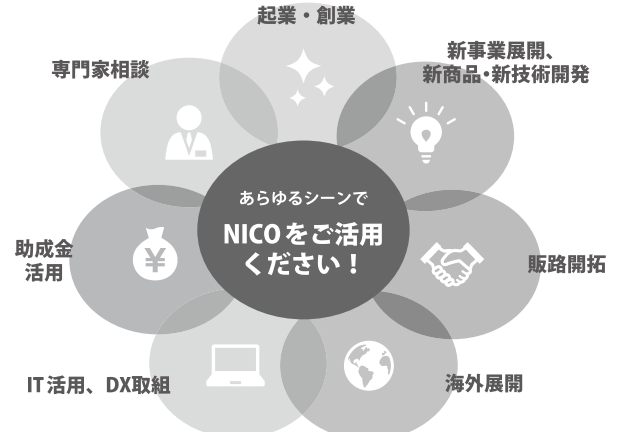 起業・創業
新事業展開、
新商品・新技術開発
専門家相談
あらゆるシーンで
NICOをご活用
ください！
助成金
活用
¥
販路開拓
IT活用、DX取組
海外展開